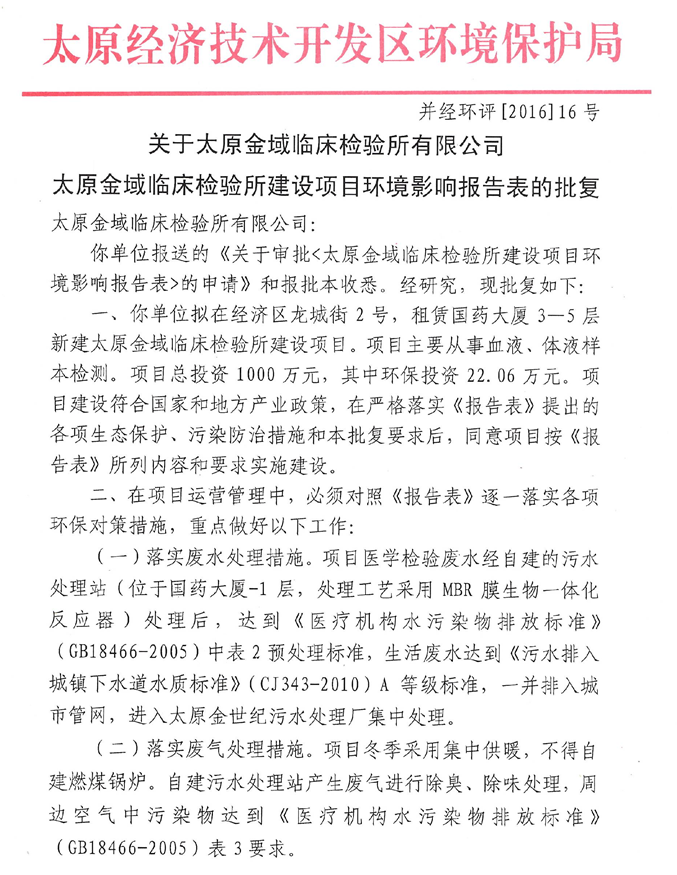 太原经济技术开发区环境保护局
并经环评[2016]16号
关于太原金域临床检验所有限公司
太原金域临床检验所建设项目环境影响报告表的批复
太原金域临床检验所有限公司：
你单位报送的《关于审批<太原金域临床检验所建设项目环
境影响报告表>的申请》和报批本收悉。经研究，现批复如下：
一、你单位拟在经济区龙城街 2 号，租赁国药大厦 3—5 层
新建太原金域临床检验所建设项目。项目主要从事血液、体液样
本检测。项目总投资 1000 万元，其中环保投资 22.06 万元。项
目建设符合国家和地方产业政策，在严格落实《报告表》提出的
各项生态保护、污染防治措施和本批复要求后，同意项目按《报
告表》所列内容和要求实施建设。
二、在项目运营管理中，必须对照《报告表》逐一落实各项
环保对策措施，重点做好以下工作：
（一）落实废水处理措施。项目医学检验废水经自建的污水
处理站（位于国药大厦-1 层，处理工艺采用 MBR 膜生物一体化
反应器）处理后，达到《医疗机构水污染物排放标准》
（GB18466-2005）中表 2 预处理标准，生活废水达到《污水排入
城镇下水道水质标准》（CJ343-2010）A 等级标准，一并排入城
市管网，进入太原金世纪污水处理厂集中处理。
（二）落实废气处理措施。项目冬季采用集中供暖，不得自
建燃煤锅炉。自建污水处理站产生废气进行除臭、除味处理，周
边空气中污染物达到《医疗机构水污染物排放标准》
（GB18466-2005）表 3 要求。